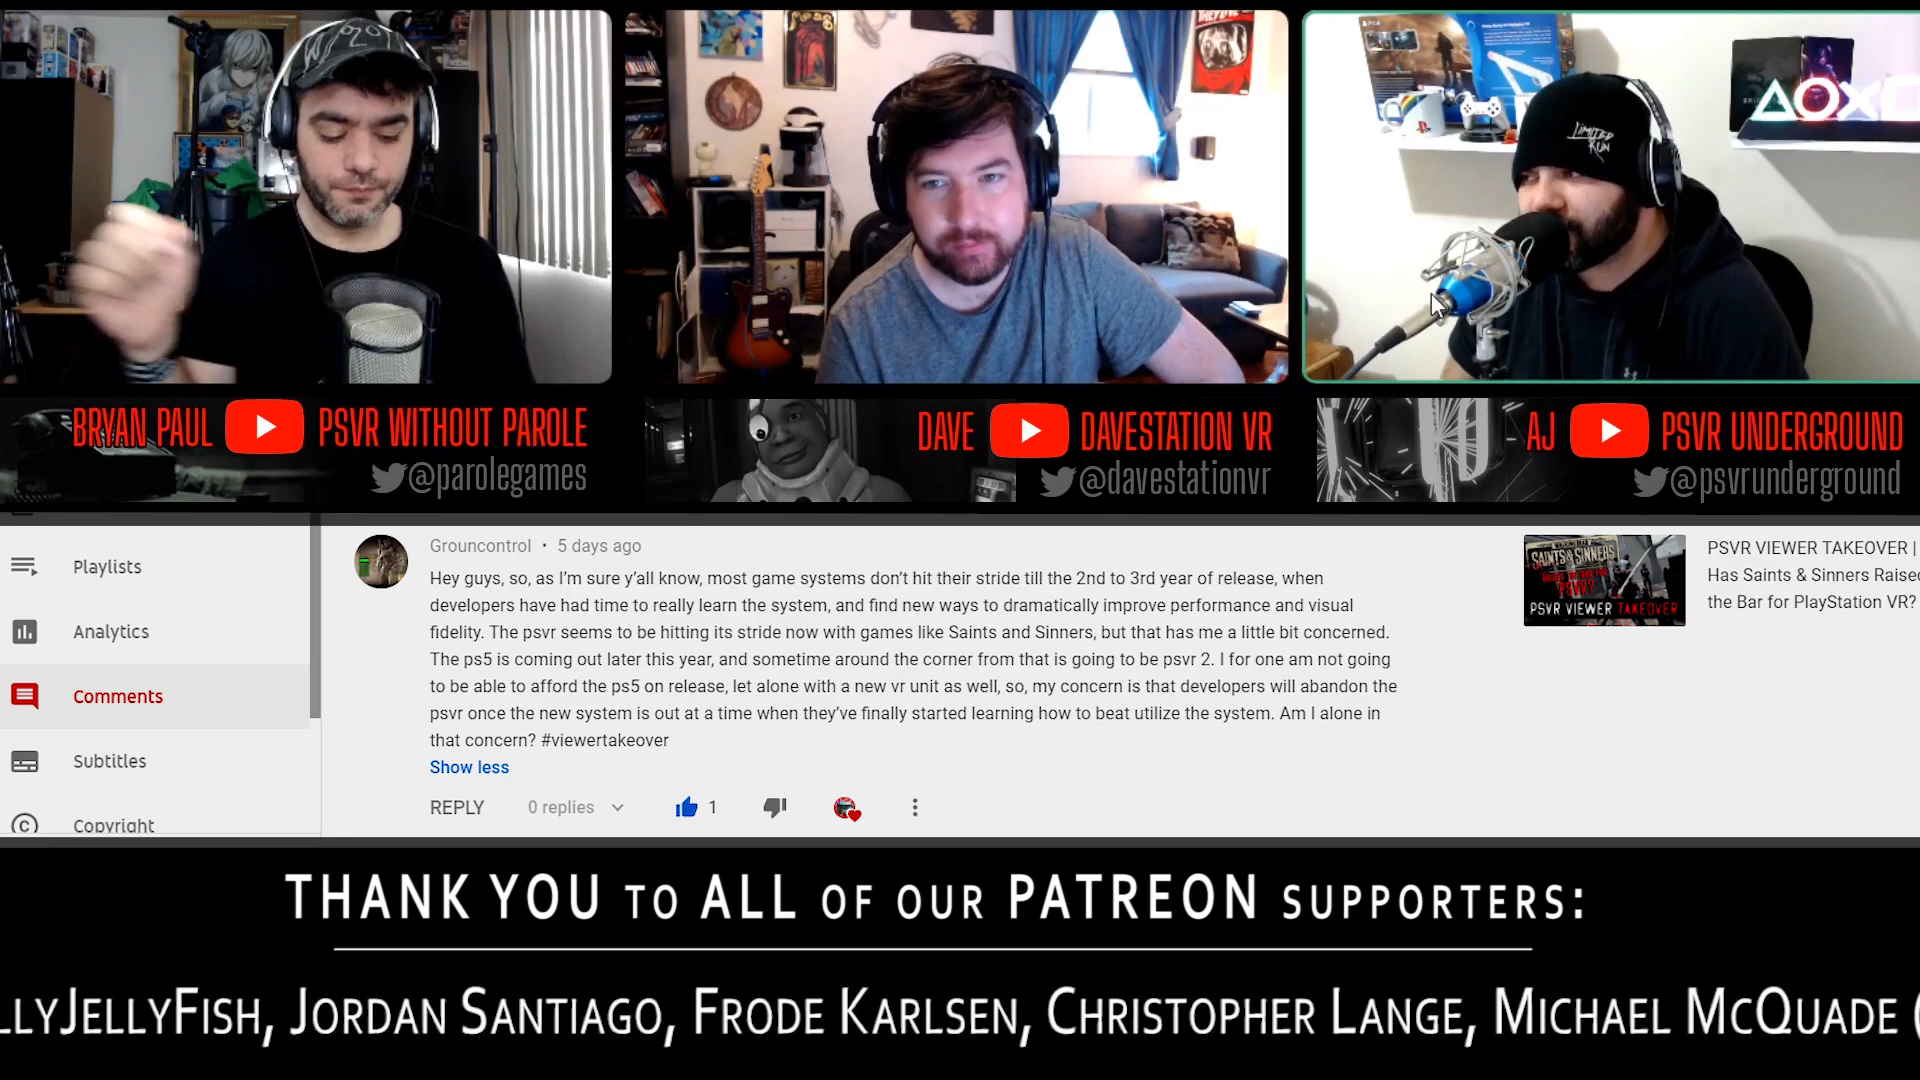 THEY LIVE
LIMITED
RUN
BRYAN PAUL PSVR WITHOUT PAROLE
@parolegames
DAVE DAVESTATION VR
@davestationvr
AJ PSVR UNDERGROUND
@psvrunderground
Playlists
Analytics
Comments
Subtitles
Copyright
Grouncontrol • 5 days ago
Hey guys, so, as I’m sure y’all know, most game systems don’t hit their stride till the 2nd to 3rd year of release, when
developers have had time to really learn the system, and find new ways to dramatically improve performance and visual
fidelity. The psvr seems to be hitting its stride now with games like Saints and Sinners, but that has me a little bit concerned.
The ps5 is coming out later this year, and sometime around the corner from that is going to be psvr 2. I for one am not going
to be able to afford the ps5 on release, let alone with a new vr unit as well, so, my concern is that developers will abandon the
psvr once the new system is out at a time when they’ve finally started learning how to beat utilize the system. Am I alone in
that concern? #viewertakeover
Show less
REPLY 0 replies 1
SAINTS & SINNERS
PSVR?
PSVR VIEWER TAKEOVER
PSVR VIEWER TAKEOVER |
Has Saints & Sinners Raised
the Bar for PlayStation VR?
THANK YOU TO ALL OF OUR PATREON SUPPORTERS:
LLYJELLYFISH, JORDAN SANTIAGO, FRODE KARLSEN, CHRISTOPHER LANGE, MICHAEL MCQUADE (